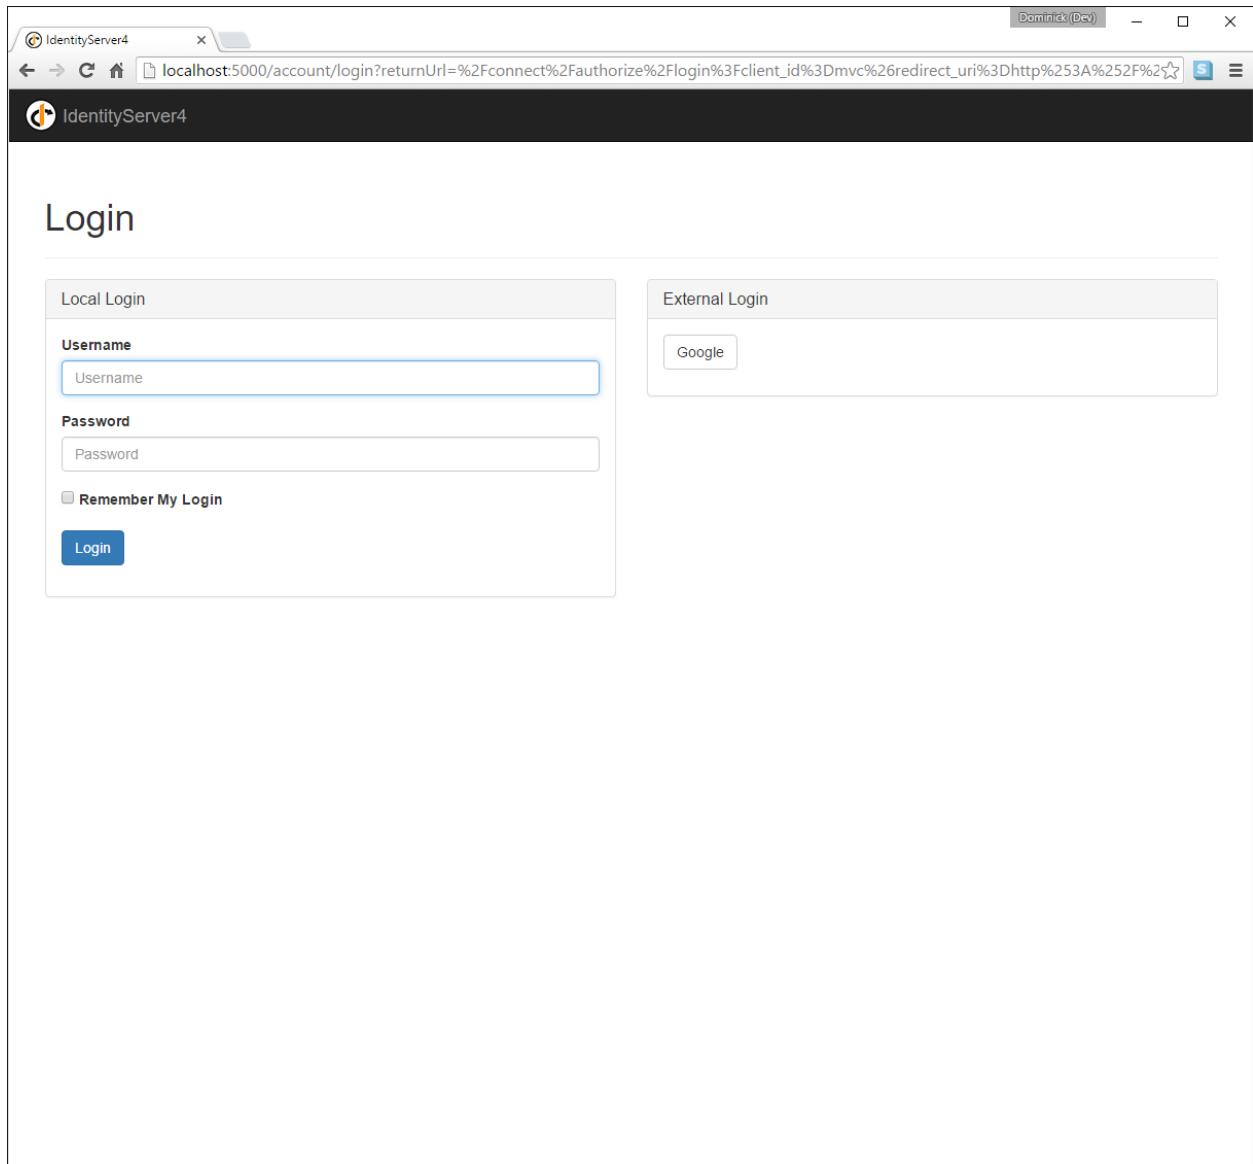 Dominick (Dev)
IdentityServer4
localhost:5000/account/login?returnUrl=%2Fconnect%2Fauthorize%2Flogin%3Fclient_id%3Dmvc%26redirect_uri%3Dhttp%253A%252F%2
S
IdentityServer4
Login
Local Login
External Login
Username
Google
Username
Password
Password
Remember My Login
Login